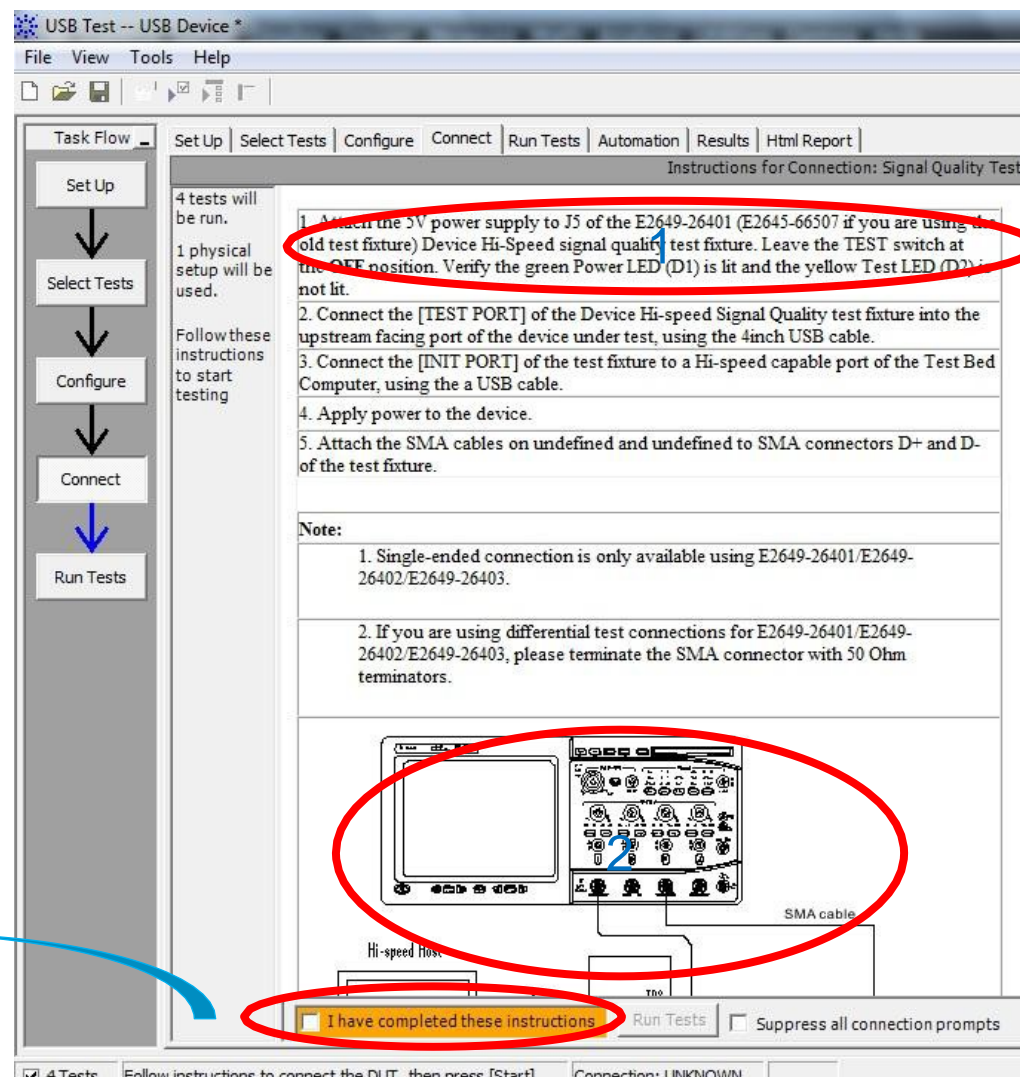 USB Test -- USB Device *
File View Tools Help
Task Flow
Set Up
Select Tests
Configure
Connect
Run Tests
Set Up Select Tests Configure Connect Run Tests Automation Results Html Report
Instructions for Connection: Signal Quality Test
4 tests will
be run.
1 physical
setup will be
used.
Follow these
instructions
to start
testing
1. Attach the 5V power supply to J5 of the E2649-26401 (E2645-66507 if you are using the
old test fixture) Device Hi-Speed signal quality test fixture. Leave the TEST switch at
the OFF position. Verify the green Power LED (D1) is lit and the yellow Test LED (D2) is
not lit.
1
2. Connect the [TEST PORT] of the Device Hi-speed Signal Quality test fixture into the
upstream facing port of the device under test, using the 4inch USB cable.
3. Connect the [INIT PORT] of the test fixture to a Hi-speed capable port of the Test Bed
Computer, using the a USB cable.
4. Apply power to the device.
5. Attach the SMA cables on undefined and undefined to SMA connectors D+ and D-
of the test fixture.
Note:
1. Single-ended connection is only available using E2649-26401/E2649-
26402/E2649-26403.
2. If you are using differential test connections for E2649-26401/E2649-
26402/E2649-26403, please terminate the SMA connector with 50 Ohm
terminators.
2
SMA cable
Hi-speed Host
I have completed these instructions Run Tests Suppress all connection prompts
4 Tests Follow instructions to connect the DUT, then press [Start] Connection: UNKNOWN